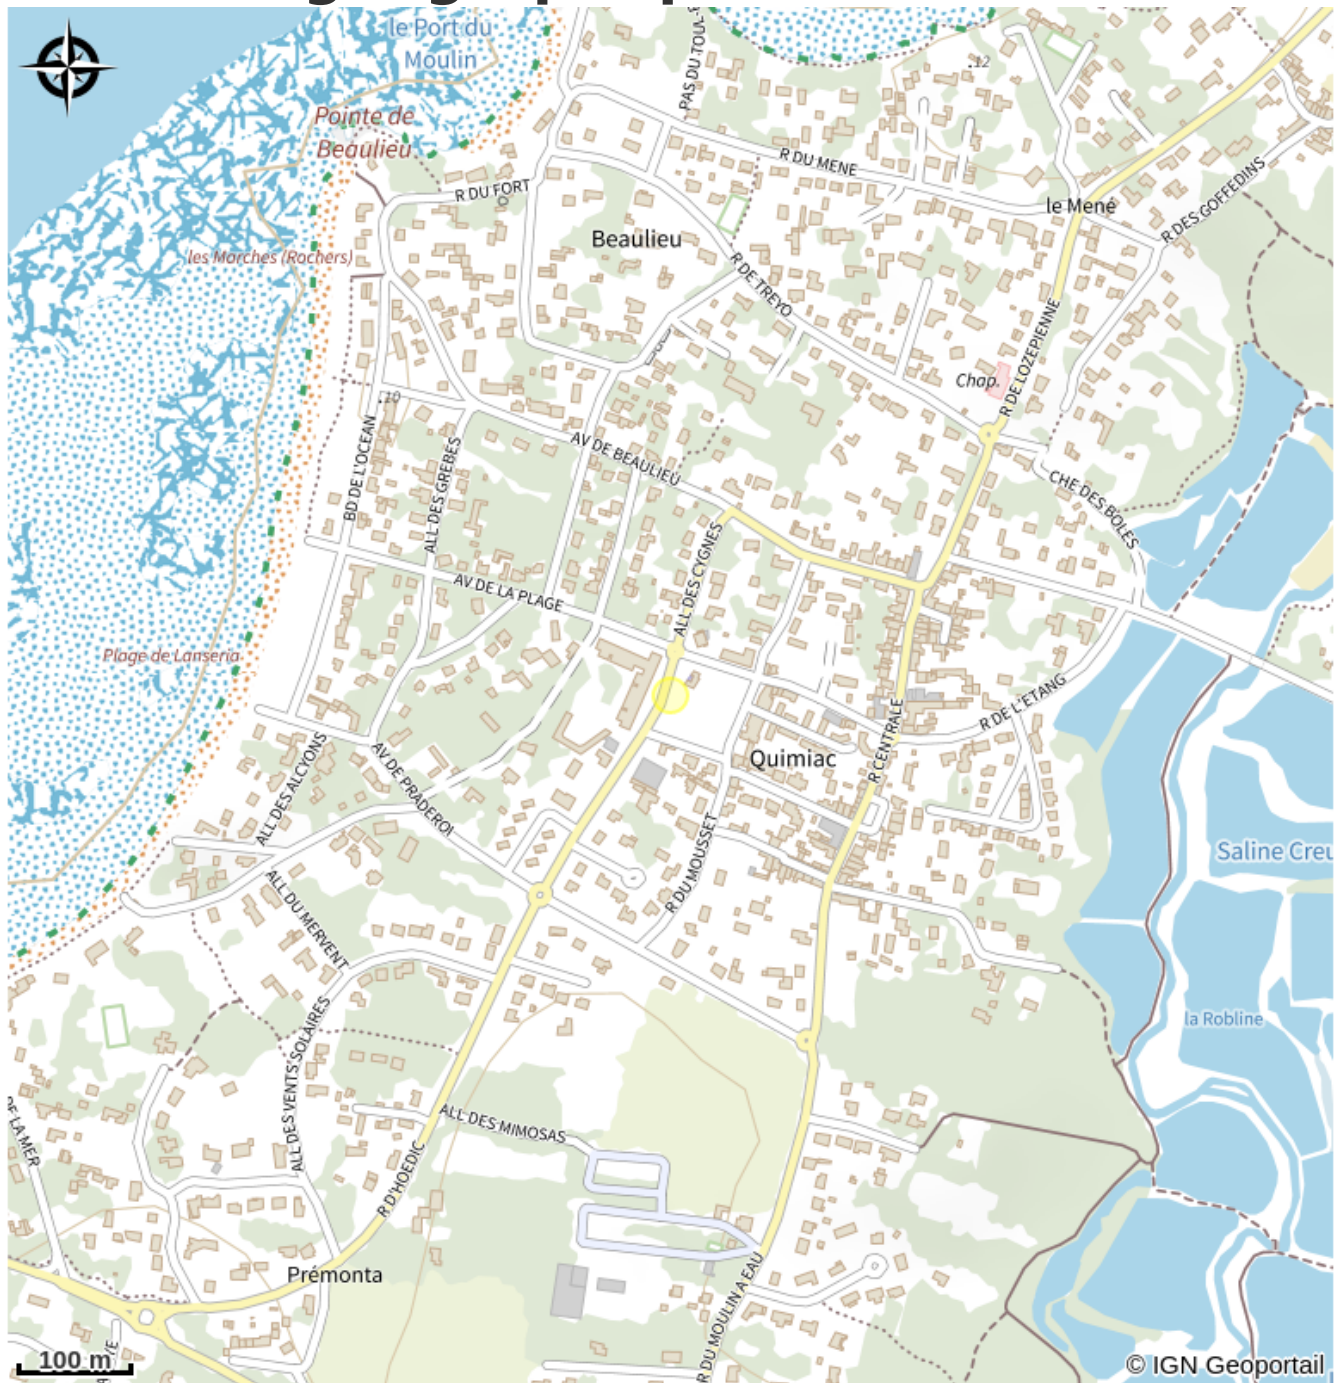 le Port du
Moulin
PAS DU TOUL-R
.12
Pointe de
Beaulieu
R DU MENE
R DU FORT
le Mené
R DES GOFFEDINS
Beaulieu
les Marches (Rochers)
R DE TREYO
R DE LOZEPIENNE
Chap.
.10
BD DE L'OCEAN
ALL DES GREBES
AV DE BEAULIEU
CHE DES BOLES
ALL DES CYGNES
AV DE LA PLAGE
Plage de Lanseria
R DE L'ETANG
R CENTRALE
Quimiac
ALL DES ALCYONS
AV DE PRADEROI
R DU MOUSSET
Saline Creu
ALL DU MERVENT
la Robline
ALL DES VENTS SOLAIRES
ALL DES MIMOSAS
DE LA MER
R D'HOEDIC
Prémonta
R DU MOULIN A EAU
100 m
© IGN Geoportail